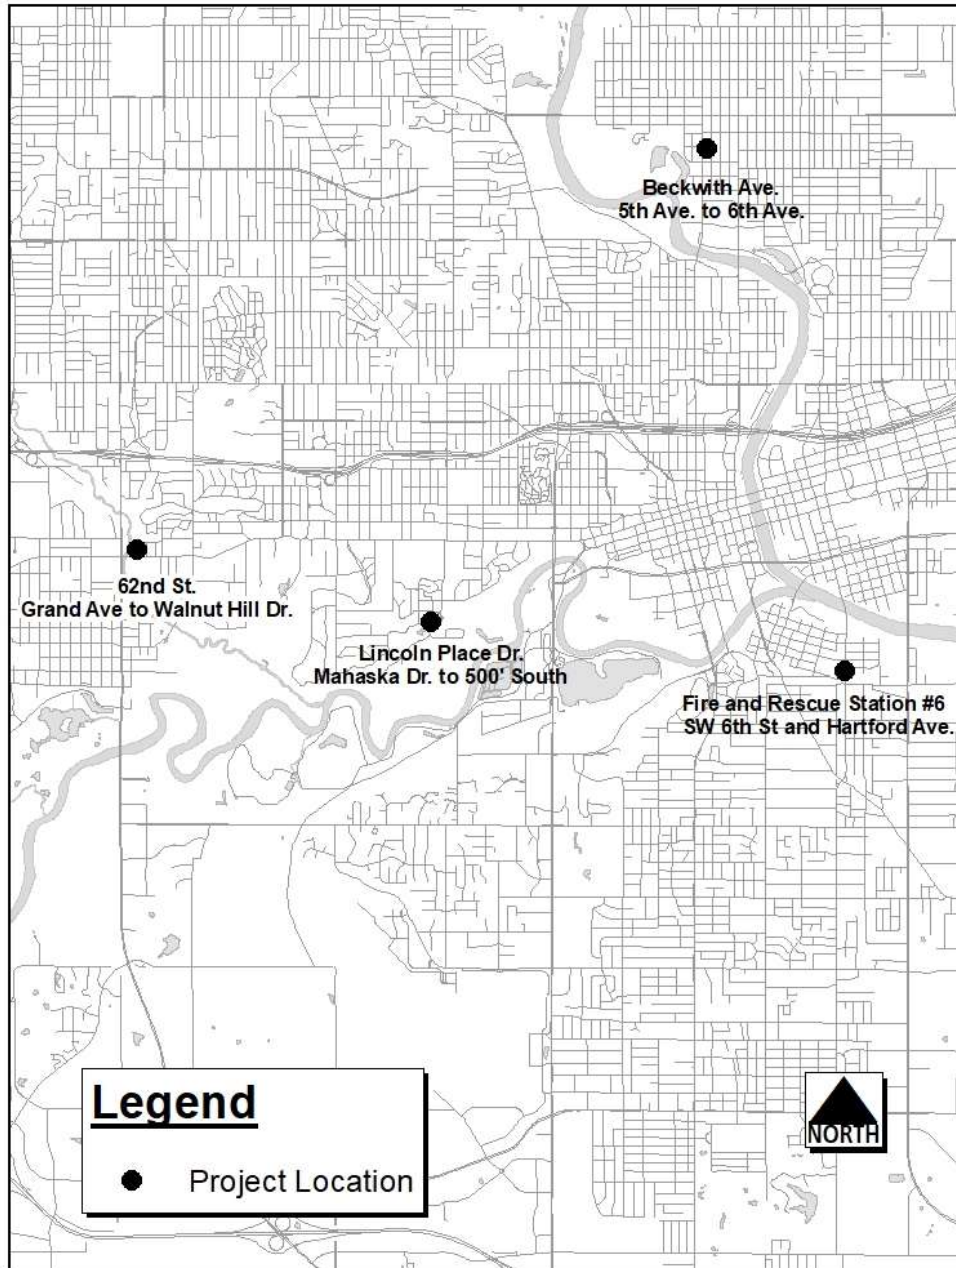 Beckwith Ave.
5th Ave. to 6th Ave.
62nd St.
Grand Ave to Walnut Hill Dr.
Lincoln Place Dr.
Mahaska Dr. to 500' South
Fire and Rescue Station #6
SW 6th St and Hartford Ave.
Legend
Project Location
NORTH